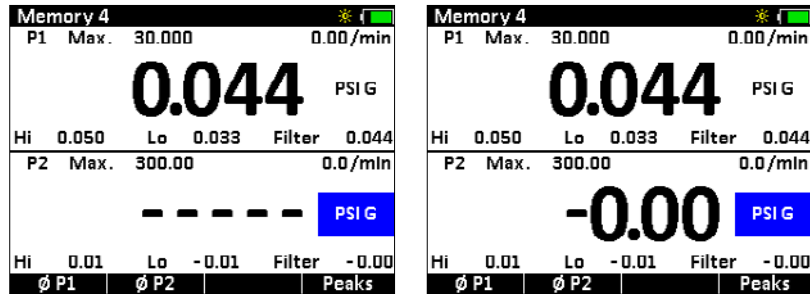 Memory 4
P1 Max. 30.000 0.00/min
0.044 PSI G
Hi 0.050 Lo 0.033 Filter 0.044
P2 Max. 300.00 0.0/min
- - - - - PSI G
Hi 0.01 Lo -0.01 Filter -0.00
ø P1 ø P2 Peaks
Memory 4
P1 Max. 30.000 0.00/min
0.044 PSI G
Hi 0.050 Lo 0.033 Filter 0.044
P2 Max. 300.00 0.0/min
-0.00 PSI G
Hi 0.01 Lo -0.01 Filter -0.00
ø P1 ø P2 Peaks